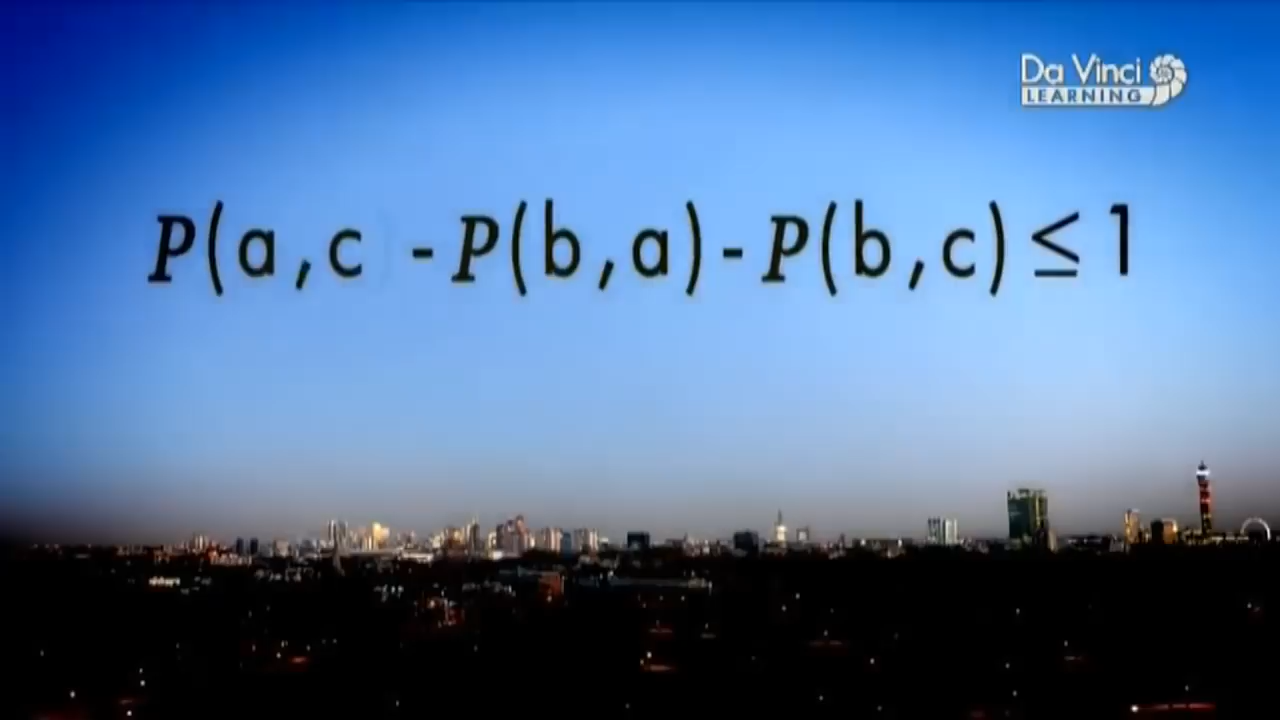 Da Vinci
LEARNING
P(a,c - P(b,a) - P(b,c) ≤ 1